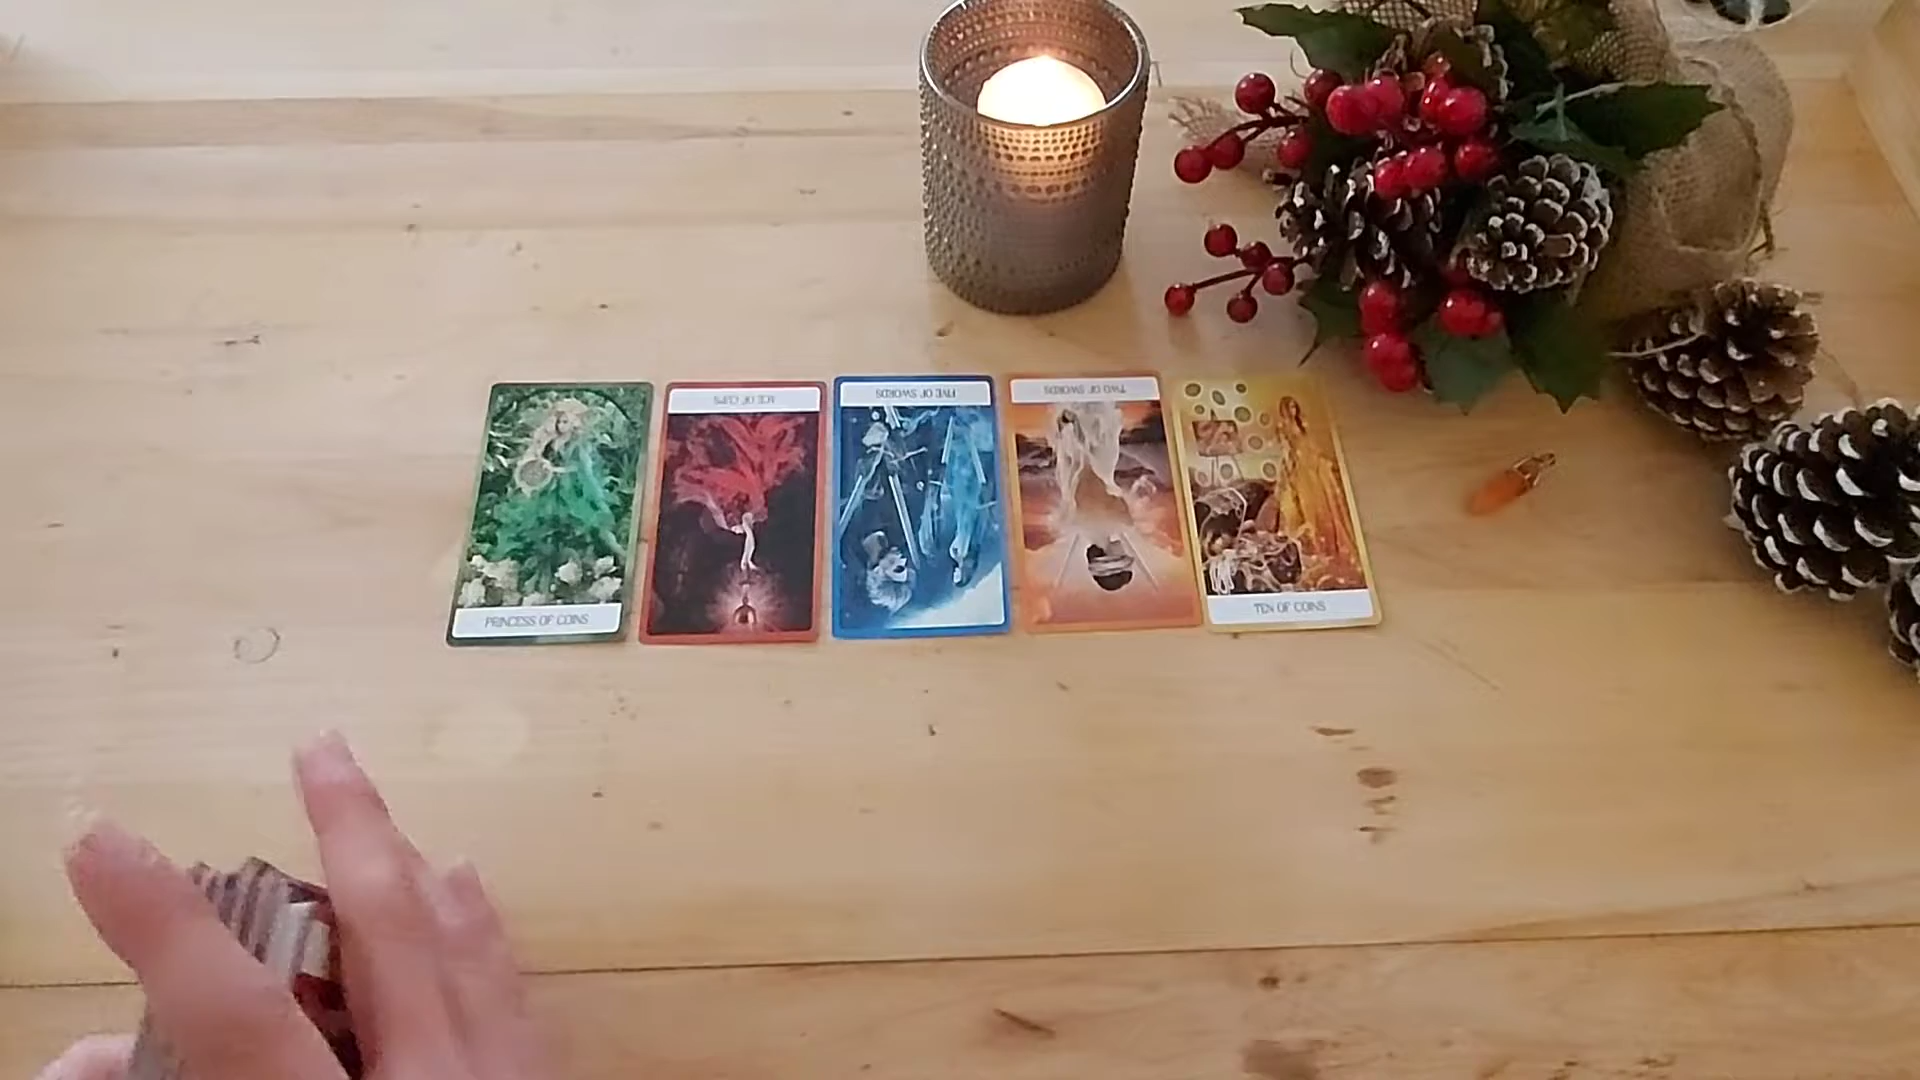 PRINCESS OF COINS
ACE OF CUPS
FIVE OF SWORDS
TWO OF SWORDS
TEN OF COINS